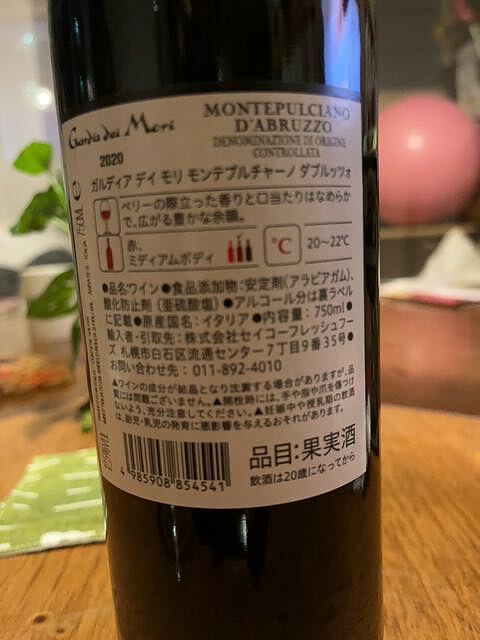 Gardia dei Mori
MONTEPULCIANO
D'ABRUZZO
DENOMINAZIONE DI ORIGINE
CONTROLLATA
2020
750ML e
ガルディア デイ モリ モンテプルチャーノ ダブルッツォ
ベリーの際立った香りと口当たりはなめらか
で、広がる豊かな余韻。
赤、
ミディアムボディ
℃
20～22℃
●品名:ワイン ●食品添加物:安定剤(アラビアガム)、
酸化防止剤(亜硫酸塩) ●アルコール分は裏ラベル
に記載 ●原産国名:イタリア ●内容量:750ml ●
輸入者・引取先:株式会社セイコーフレッシュフー
ズ 札幌市白石区流通センター7丁目9番35号 ●
お問い合わせ先:011-892-4010
▲ワインの成分が結晶となり沈澱する場合がありますが、品
質には問題ございません。▲開栓時には、手や指や爪を傷つけ
ないよう、充分注意してください。▲妊娠中や授乳期の飲酒
は、胎児・乳児の発育に悪影響を与えるおそれがあります。
4 985908 854541
品目:果実酒
飲酒は20歳になってから